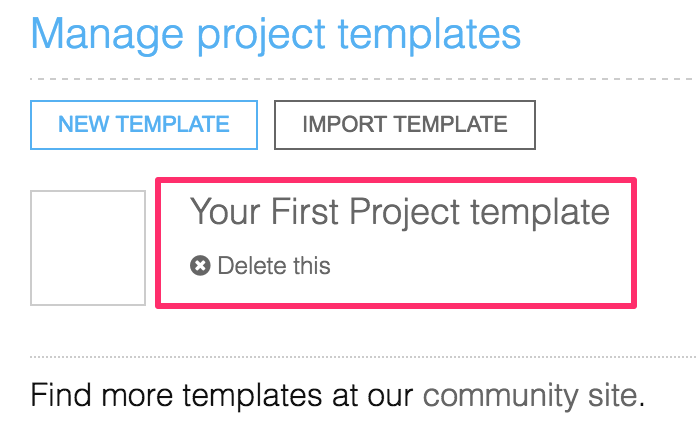 Manage project templates
NEW TEMPLATE IMPORT TEMPLATE
Your First Project template
Delete this
Find more templates at our community site.